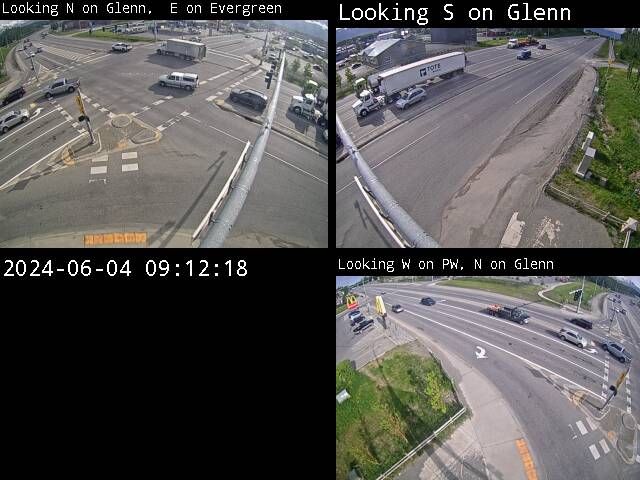 Looking N on Glenn,  E on Evergreen
Looking S on Glenn
TOTE
2024-06-04 09:12:18
Looking W on PW, N on Glenn